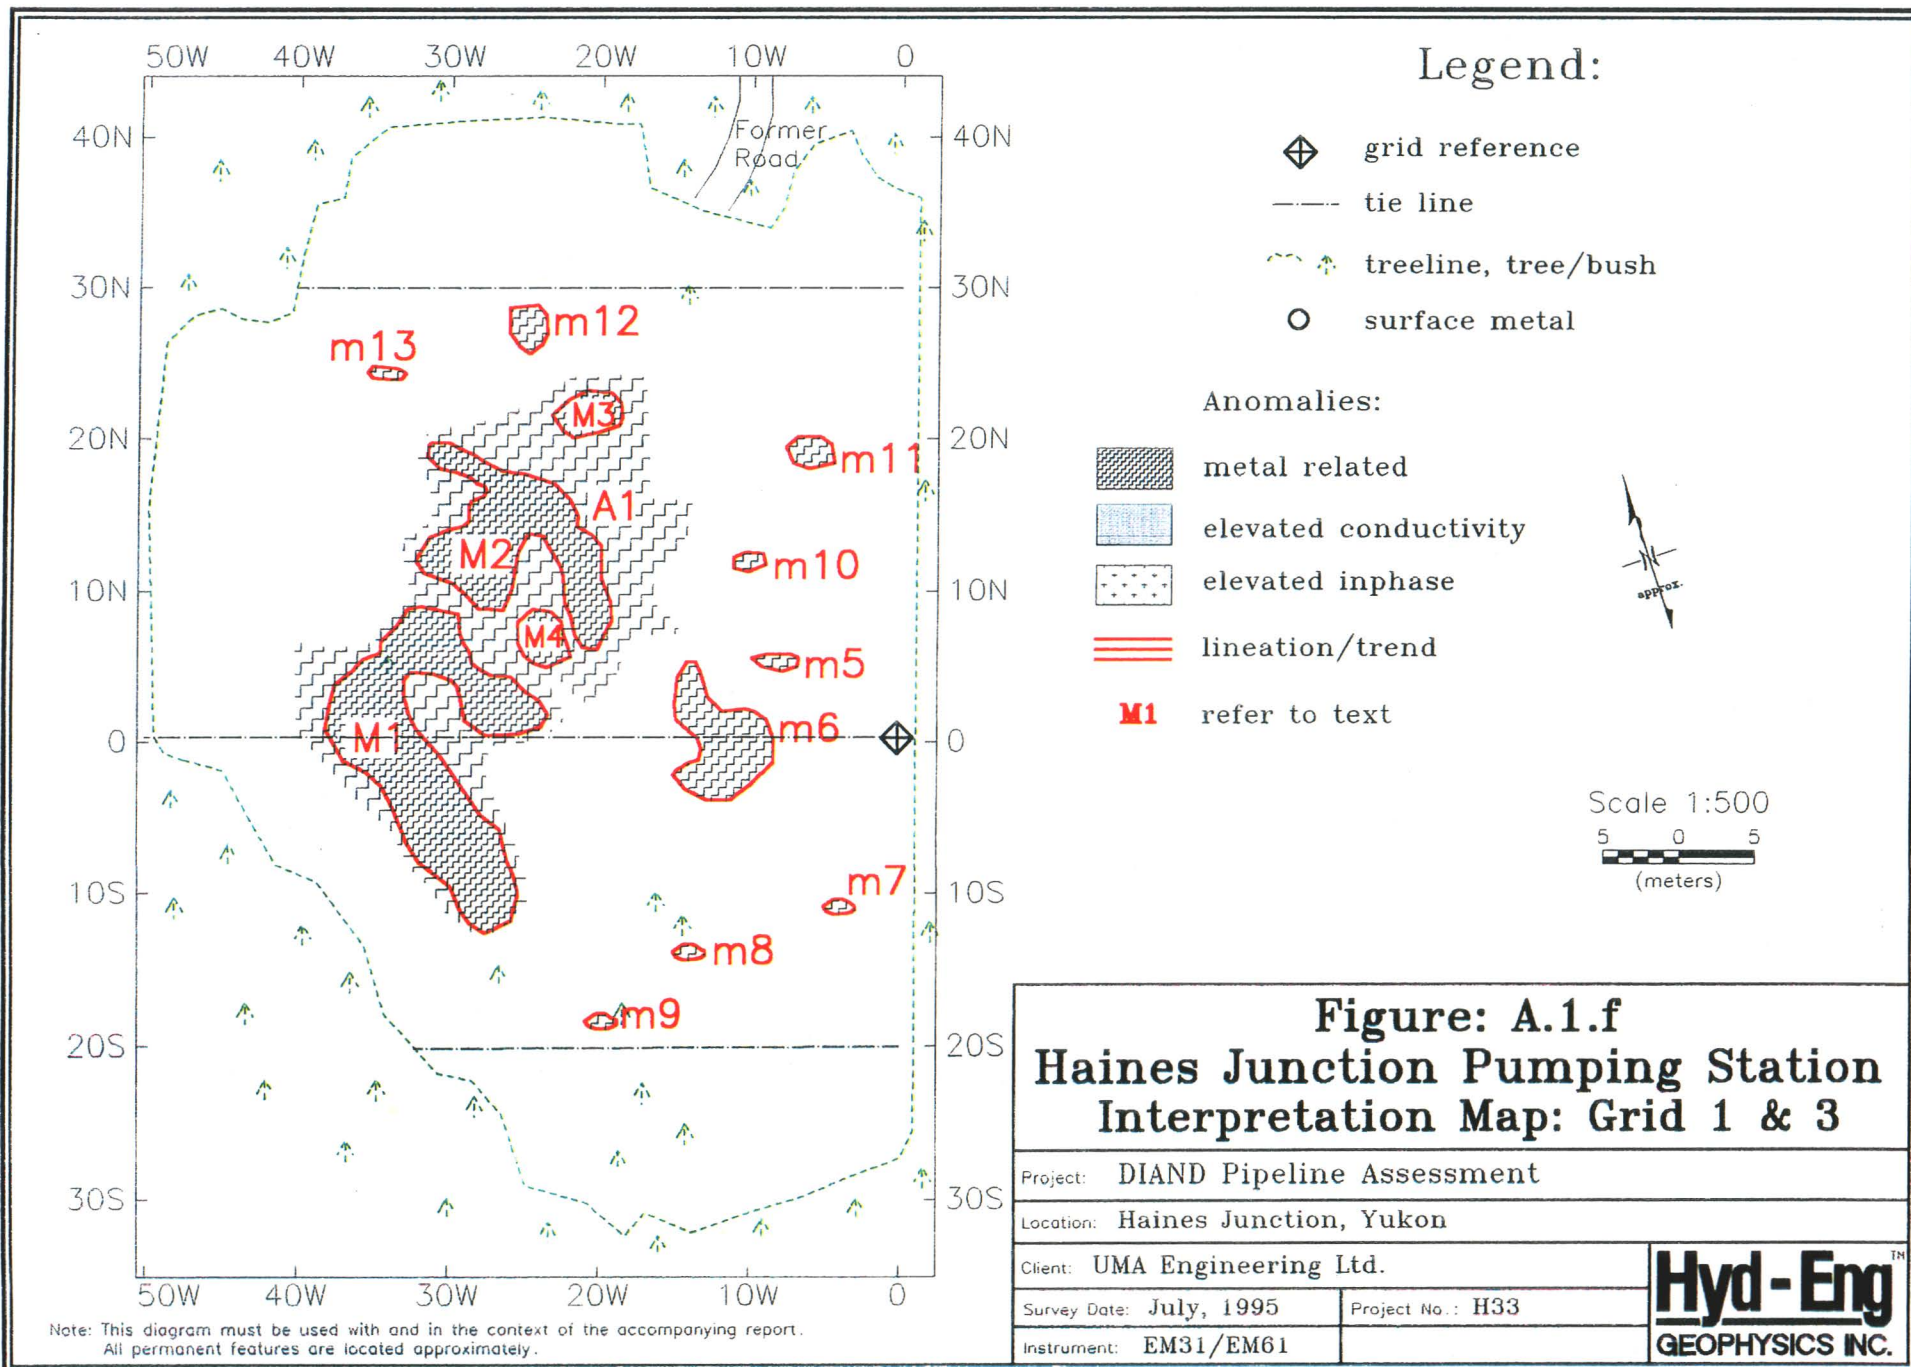 50W 40W 30W 20W 10W 0
40N 40N
Former
Road
30N 30N
m12
m13
M3
20N 20N
m11
A1
M2
m10
10N 10N
M4
m5
m6
0 0
M1
m7
10S 10S
m8
m9
20S 20S
30S 30S
50W 40W 30W 20W 10W 0
Note: This diagram must be used with and in the context of the accompanying report.
All permanent features are located approximately.
Legend:
grid reference
tie line
treeline, tree/bush
surface metal
Anomalies:
metal related
elevated conductivity
elevated inphase
lineation/trend
M1 refer to text
N
approx.
Scale 1:500
5 0 5
(meters)
Figure: A.1.f
Haines Junction Pumping Station
Interpretation Map: Grid 1 & 3
Project: DIAND Pipeline Assessment
Location: Haines Junction, Yukon
Client: UMA Engineering Ltd.
Survey Date: July, 1995 Project No.: H33
Instrument: EM31/EM61
Hyd-Eng TM
GEOPHYSICS INC.